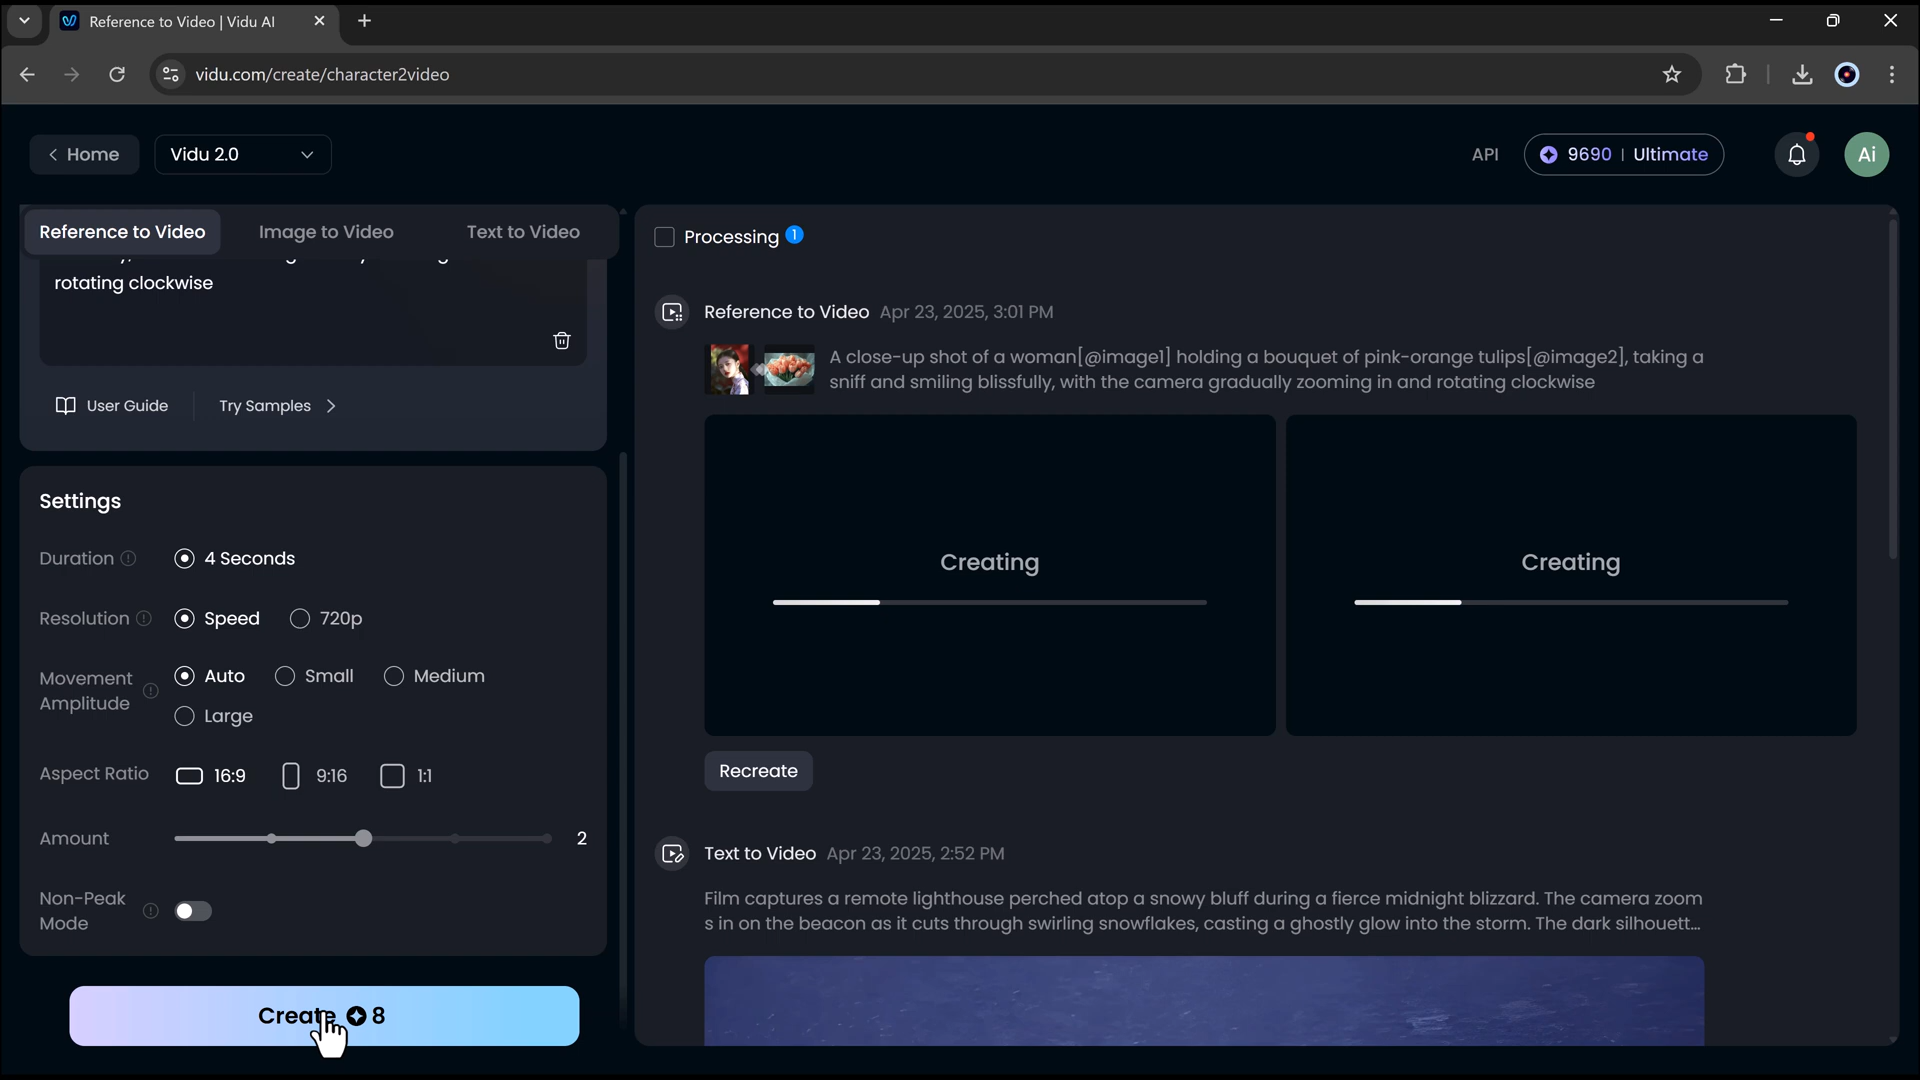 Reference to Video | Vidu AI
vidu.com/create/character2video
Home
Vidu 2.0
API
9690 | Ultimate
Ai
Reference to Video
Image to Video
Text to Video
rotating clockwise
User Guide
Try Samples
Settings
Duration
4 Seconds
Resolution
Speed
720p
Movement
Amplitude
Auto
Small
Medium
Large
Aspect Ratio
16:9
9:16
1:1
Amount
2
Non-Peak
Mode
Create 8
Processing 1
Reference to Video Apr 23, 2025, 3:01 PM
A close-up shot of a woman[@image1] holding a bouquet of pink-orange tulips[@image2], taking a
sniff and smiling blissfully, with the camera gradually zooming in and rotating clockwise
Creating
Creating
Recreate
Text to Video Apr 23, 2025, 2:52 PM
Film captures a remote lighthouse perched atop a snowy bluff during a fierce midnight blizzard. The camera zoom
s in on the beacon as it cuts through swirling snowflakes, casting a ghostly glow into the storm. The dark silhouett...